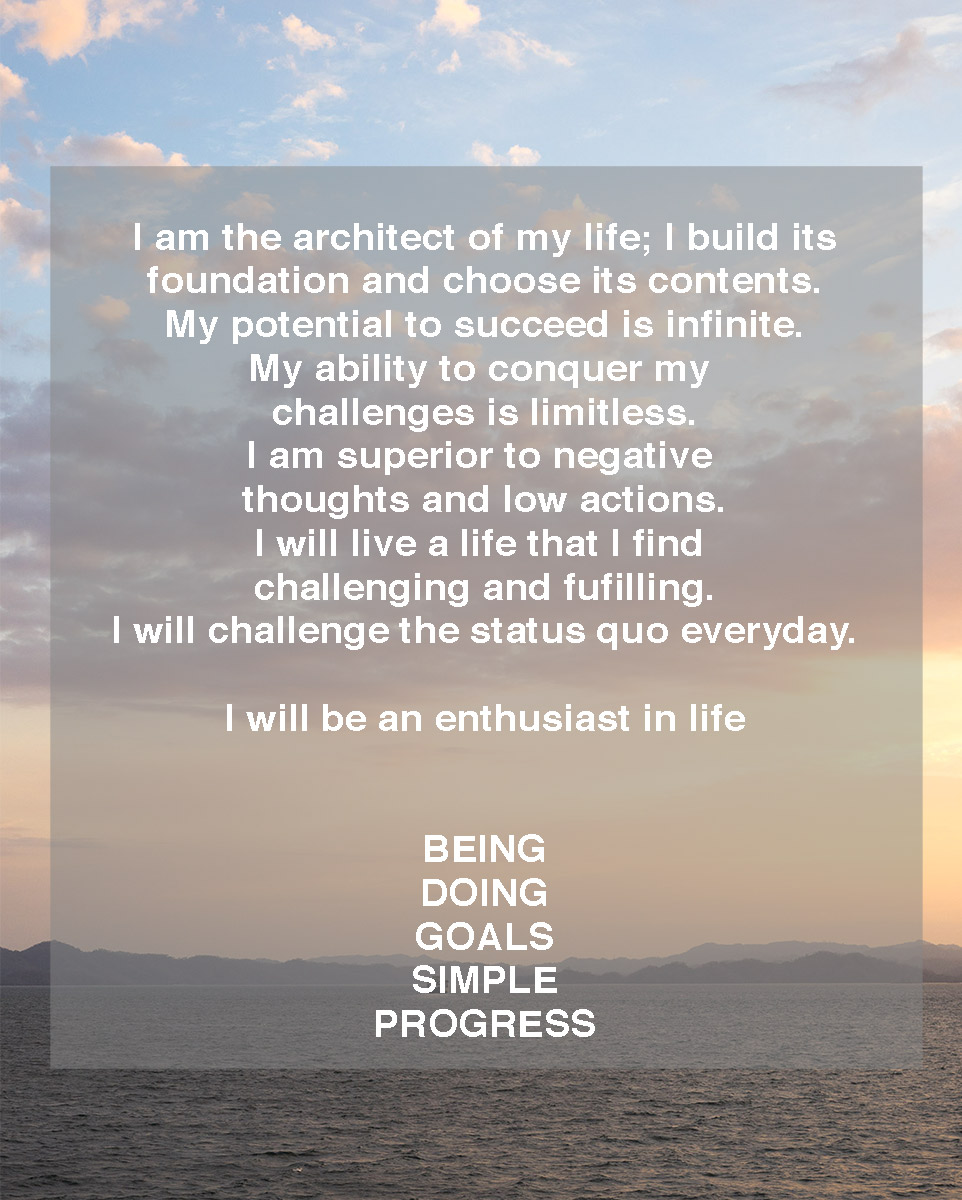 I am the architect of my life; I build its
foundation and choose its contents.
My potential to succeed is infinite.
My ability to conquer my
challenges is limitless.
I am superior to negative
thoughts and low actions.
I will live a life that I find
challenging and fufilling.
I will challenge the status quo everyday.
I will be an enthusiast in life
BEING
DOING
GOALS
SIMPLE
PROGRESS